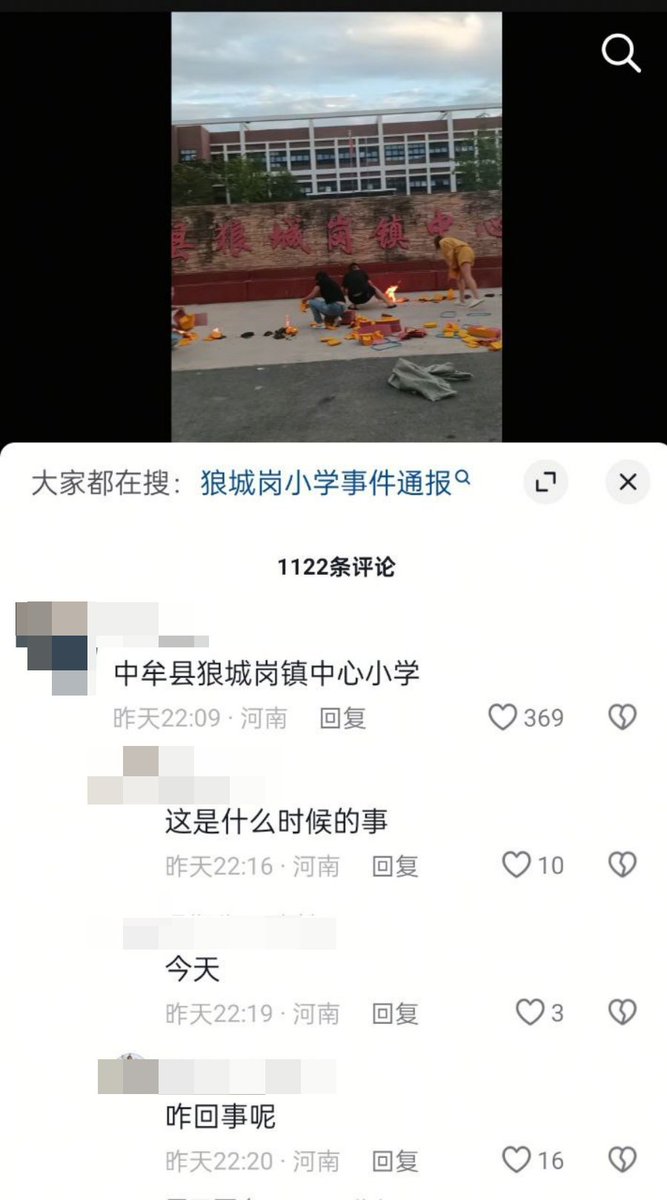 县狼城岗镇中心
大家都在搜：狼城岗小学事件通报
1122条评论
中牟县狼城岗镇中心小学
昨天22:09·河南 回复 369
这是什么时候的事
昨天22:16·河南 回复 10
今天
昨天22:19·河南 回复 3
咋回事呢
昨天22:20·河南 回复 16